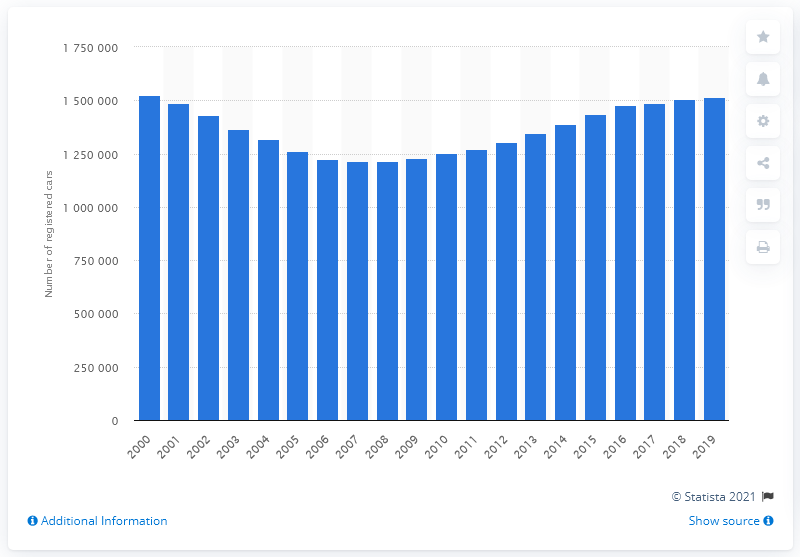 1 750 000
1 500 000
1 250 000
1 000 000
750 000
500 000
250 000
0
Number of registered cars
2000 2001 2002 2003 2004 2005 2006 2007 2008 2009 2010 2011 2012 2013 2014 2015 2016 2017 2018 2019
© Statista 2021
Additional Information
Show source